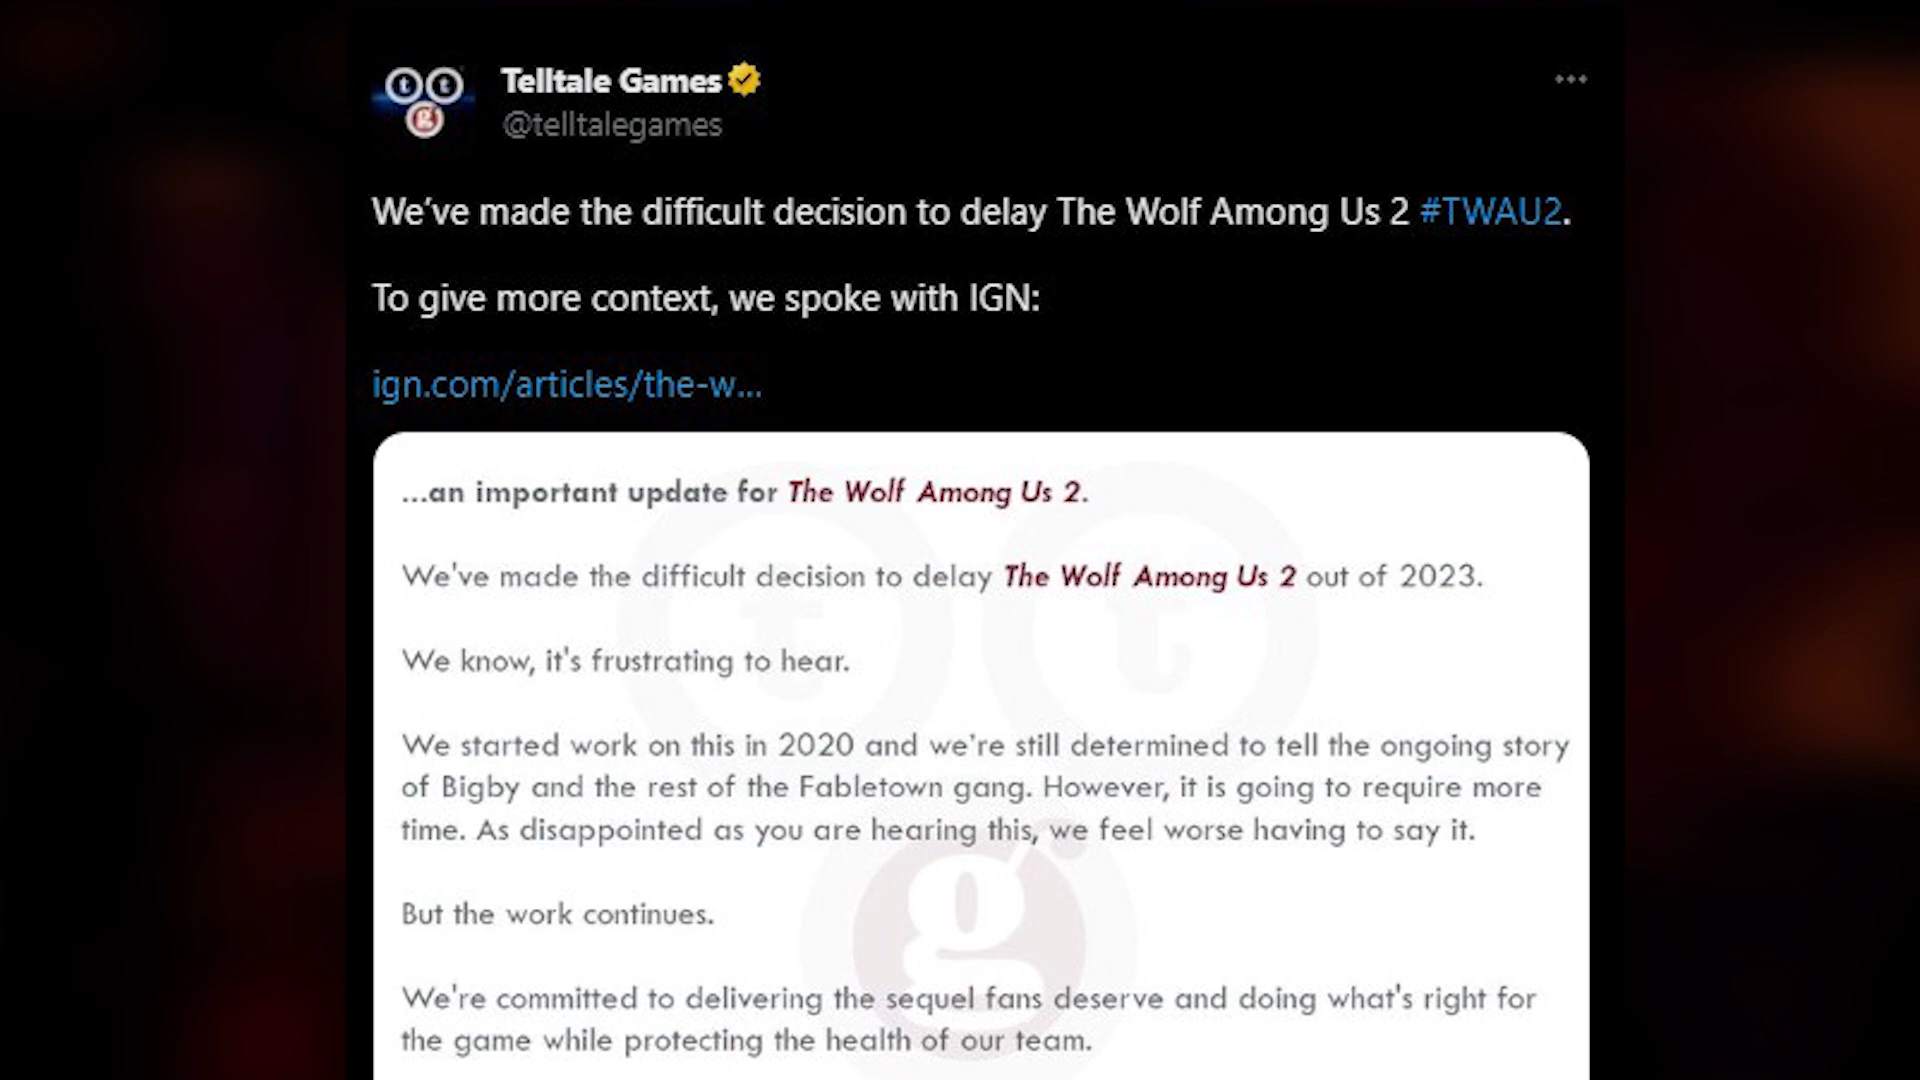 t t
g
Telltale Games
@telltalegames
We’ve made the difficult decision to delay The Wolf Among Us 2 #TWAU2.
To give more context, we spoke with IGN:
ign.com/articles/the-w...
...an important update for The Wolf Among Us 2.
We've made the difficult decision to delay The Wolf Among Us 2 out of 2023.
We know, it's frustrating to hear.
We started work on this in 2020 and we're still determined to tell the ongoing story
of Bigby and the rest of the Fabletown gang. However, it is going to require more
time. As disappointed as you are hearing this, we feel worse having to say it.
But the work continues.
We're committed to delivering the sequel fans deserve and doing what's right for
the game while protecting the health of our team.
t t
g